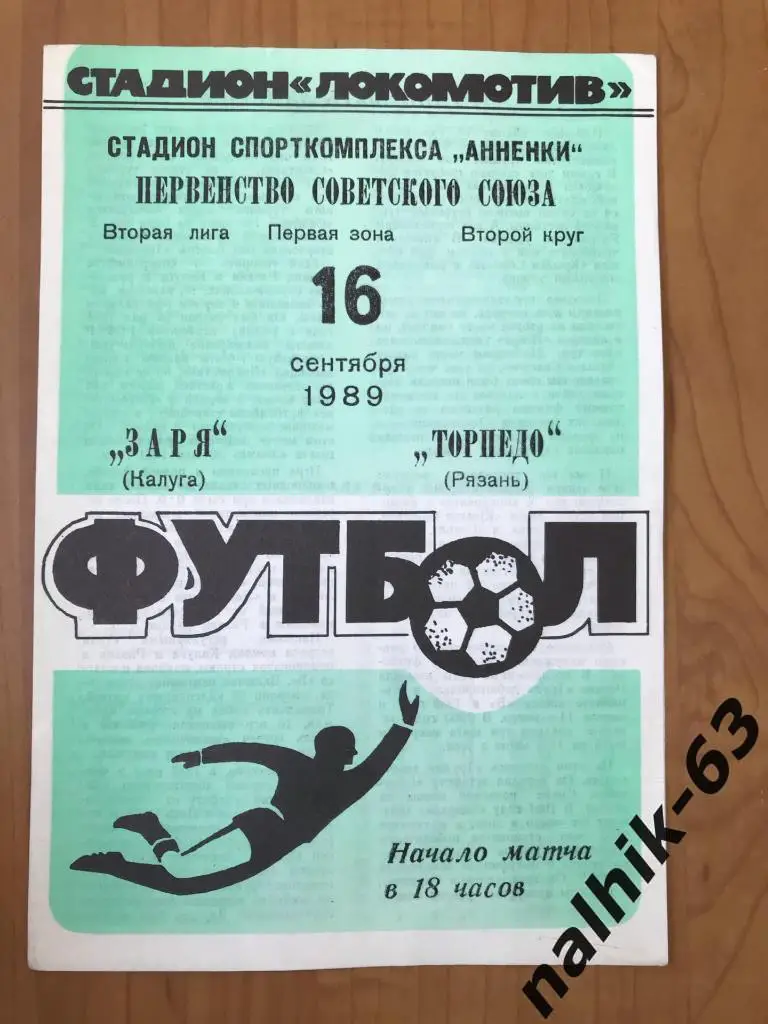 СТАДИОН «ЛОКОМОТИВ»
СТАДИОН СПОРТКОМПЛЕКСА „АННЕНКИ“
ПЕРВЕНСТВО СОВЕТСКОГО СОЮЗА
Вторая лига Первая зона Второй круг
16
сентября
1989
„ЗАРЯ“ „ТОРПЕДО“
(Калуга) (Рязань)
ФУТБОЛ
Начало матча
в 18 часов
nalhik-63